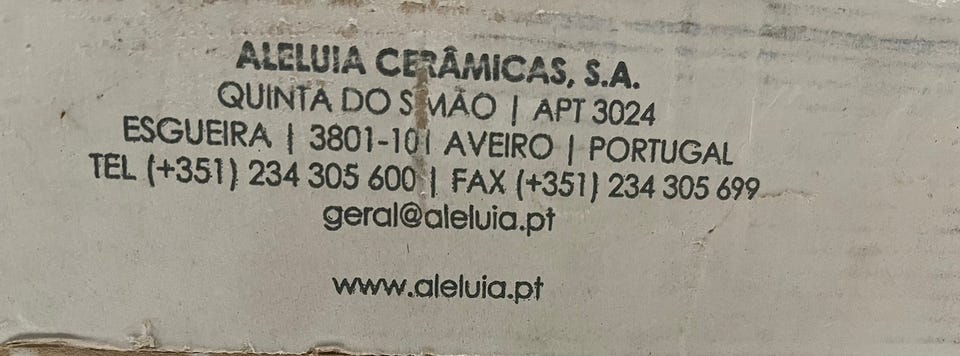 ALELUIA CERÂMICAS, S.A.
QUINTA DO SIMÃO | APT 3024
ESGUEIRA | 3801-101 AVEIRO | PORTUGAL
TEL (+351) 234 305 600 | FAX (+351) 234 305 699
geral@aleluia.pt
www.aleluia.pt